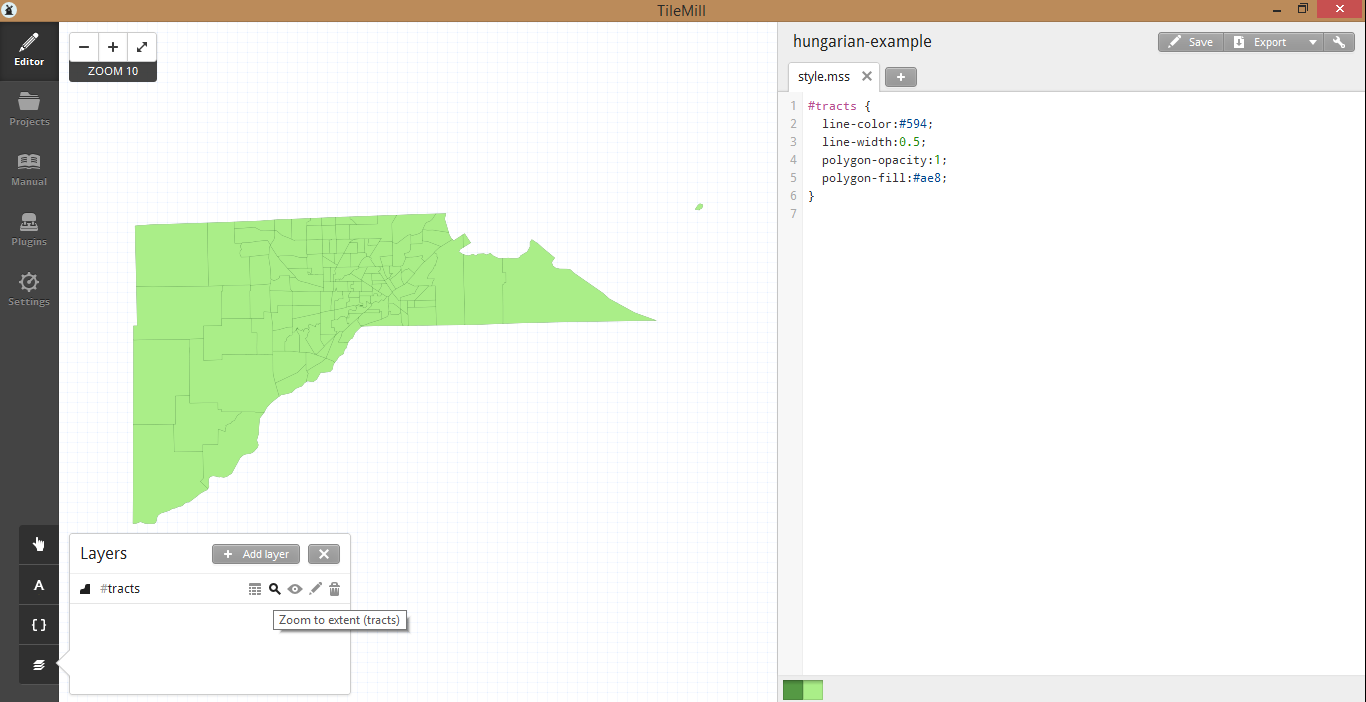 TileMill
Editor
Projects
Manual
Plugins
Settings
ZOOM 10
hungarian-example
Save
Export
style.mss
1 #tracts {
2 line-color:#594;
3 line-width:0.5;
4 polygon-opacity:1;
5 polygon-fill:#ae8;
6 }
7
A
{ }
Layers
+ Add layer
#tracts
Zoom to extent (tracts)